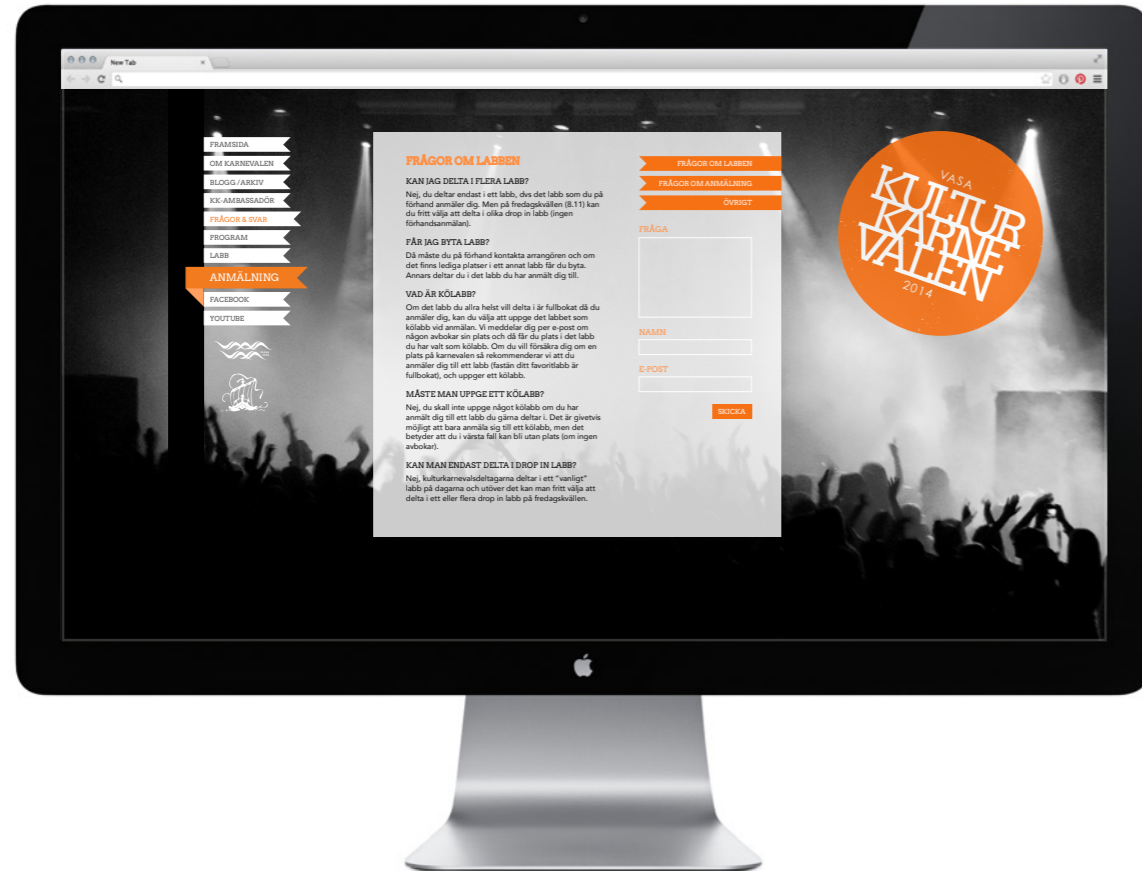 New Tab
FRAMSIDA
OM KARNEVALEN
BLOGG /ARKIV
KK-AMBASSADÖR
FRÅGOR & SVAR
PROGRAM
LABB
ANMÄLNING
FACEBOOK
YOUTUBE
FRÅGOR OM LABBEN
KAN JAG DELTA I FLERA LABB?
Nej, du deltar endast i ett labb, dvs det labb som du på
förhand anmäler dig. Men på fredagskvällen (8.11) kan
du fritt välja att delta i olika drop in labb (ingen
förhandsanmälan).
FÅR JAG BYTA LABB?
Då måste du på förhand kontakta arrangören och om
det finns lediga platser i ett annat labb får du byta.
Annars deltar du i det labb du har anmält dig till.
VAD ÄR KÖLABB?
Om det labb du allra helst vill delta i är fullbokat då du
anmäler dig, kan du välja att uppge det labbet som
kölabb vid anmälan. Vi meddelar dig per e-post om
någon avbokar sin plats och då får du plats i det labb
du har valt som kölabb. Om du vill försäkra dig om en
plats på karnevalen så rekommenderar vi att du
anmäler dig till ett labb (fastän ditt favoritlabb är
fullbokat), och uppger ett kölabb.
MÅSTE MAN UPPGE ETT KÖLABB?
Nej, du skall inte uppge något kölabb om du har
anmält dig till ett labb du gärna deltar i. Det är givetvis
möjligt att bara anmäla sig till ett kölabb, men det
betyder att du i värsta fall kan bli utan plats (om ingen
avbokar).
KAN MAN ENDAST DELTA I DROP IN LABB?
Nej, kulturkarnevalsdeltagarna deltar i ett "vanligt"
labb på dagarna och utöver det kan man fritt välja att
delta i ett eller flera drop in labb på fredagskvällen.
FRÅGOR OM LABBEN
FRÅGOR OM ANMÄLNING
ÖVRIGT
FRÅGA
NAMN
E-POST
SKICKA
VASA
KULTUR
KARNE
VALEN
2014